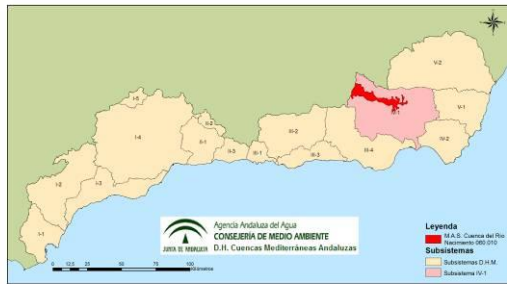 V-2
I-5
IV-1
V-1
II-2
I-4
III-2
II-1
IV-2
II-3
III-1
III-3
III-4
I-2
I-3
I-1
Agencia Andaluza del Agua
CONSEJERÍA DE MEDIO AMBIENTE
JUNTA DE ANDALUCIA
D.H. Cuencas Mediterráneas Andaluzas
0 12,5 25 50 75 100
Kilómetros
Leyenda
M.A.S. Cuenca del Río
Nacimiento 060.010
Subsistemas
Subsistemas D.H.M.
Subsistema IV-1